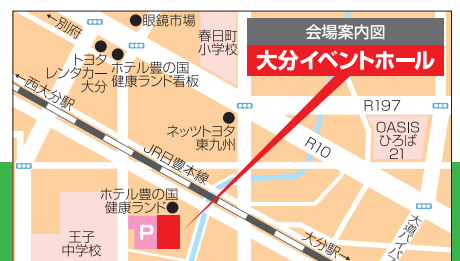 会場案内図
大分イベントホール
←別府
●眼鏡市場
春日町
小学校
トヨタ
レンタカー
大分
ホテル豊の国
健康ランド看板
←西大分駅
R197
ネッツトヨタ
東九州
OASIS
ひろば
21
R10
JR日豊本線
ホテル豊の国
健康ランド
P
王子
中学校
大分駅→
大道バイパ